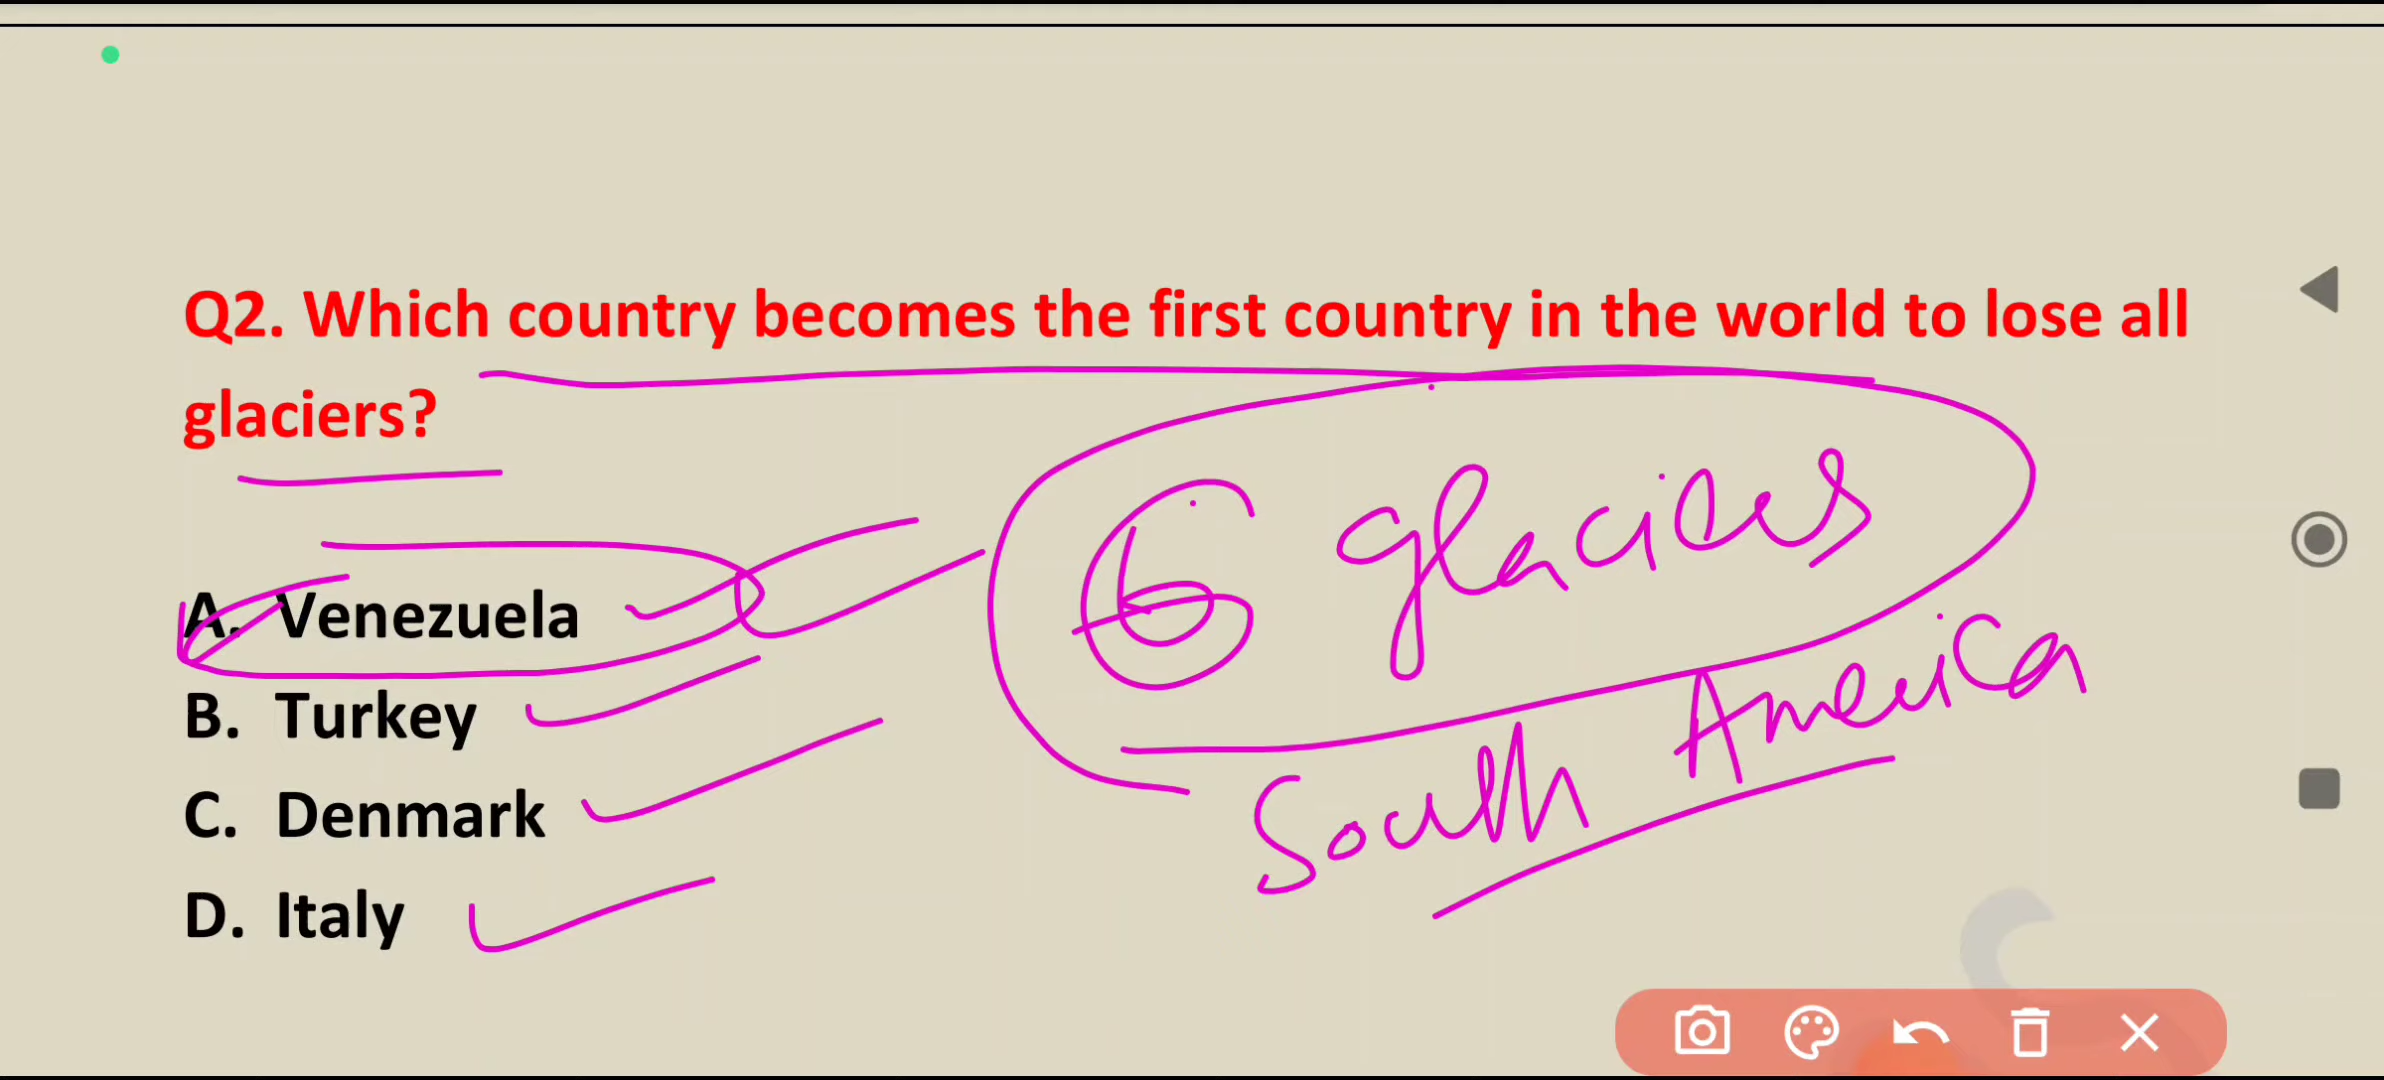 Q2. Which country becomes the first country in the world to lose all
glaciers?
6 glaciers
A. Venezuela
B. Turkey
South America
C. Denmark
D. Italy